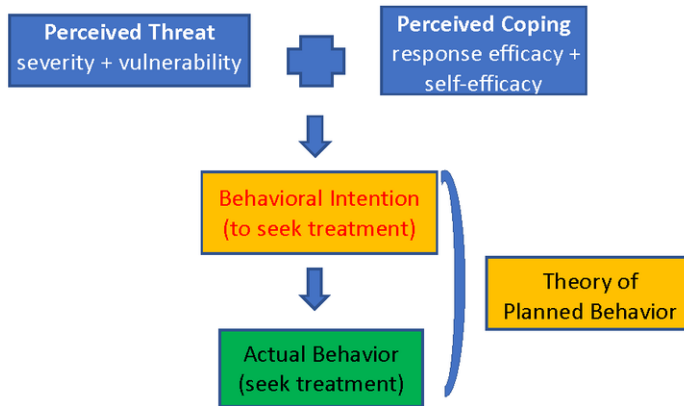 Perceived Threat
severity + vulnerability
Perceived Coping
response efficacy +
self-efficacy
Behavioral Intention
(to seek treatment)
Theory of
Planned Behavior
Actual Behavior
(seek treatment)